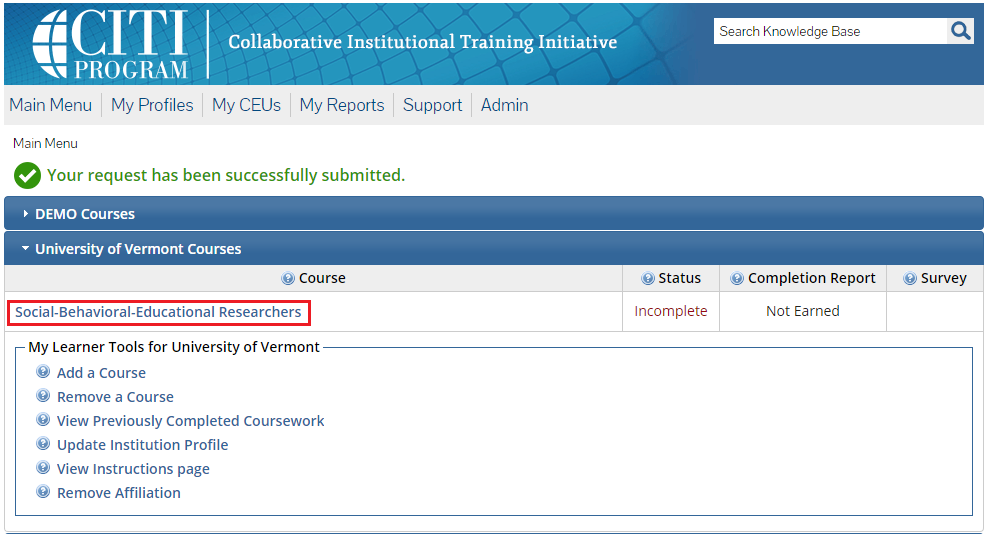 CITI
PROGRAM
Collaborative Institutional Training Initiative
Search Knowledge Base
Main Menu
My Profiles
My CEUs
My Reports
Support
Admin
Main Menu
Your request has been successfully submitted.
DEMO Courses
University of Vermont Courses
Course Status Completion Report Survey
Social-Behavioral-Educational Researchers Incomplete Not Earned
My Learner Tools for University of Vermont
Add a Course
Remove a Course
View Previously Completed Coursework
Update Institution Profile
View Instructions page
Remove Affiliation